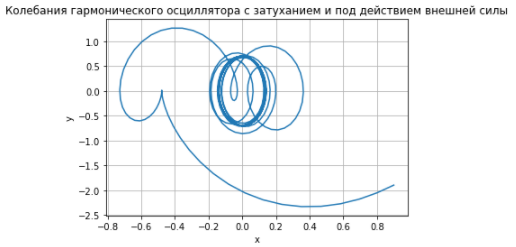 Колебания гармонического осциллятора с затуханием и под действием внешней силы
1.0
0.5
0.0
−0.5
−1.0
−1.5
−2.0
−2.5
y
−0.8 −0.6 −0.4 −0.2 0.0 0.2 0.4 0.6 0.8
x